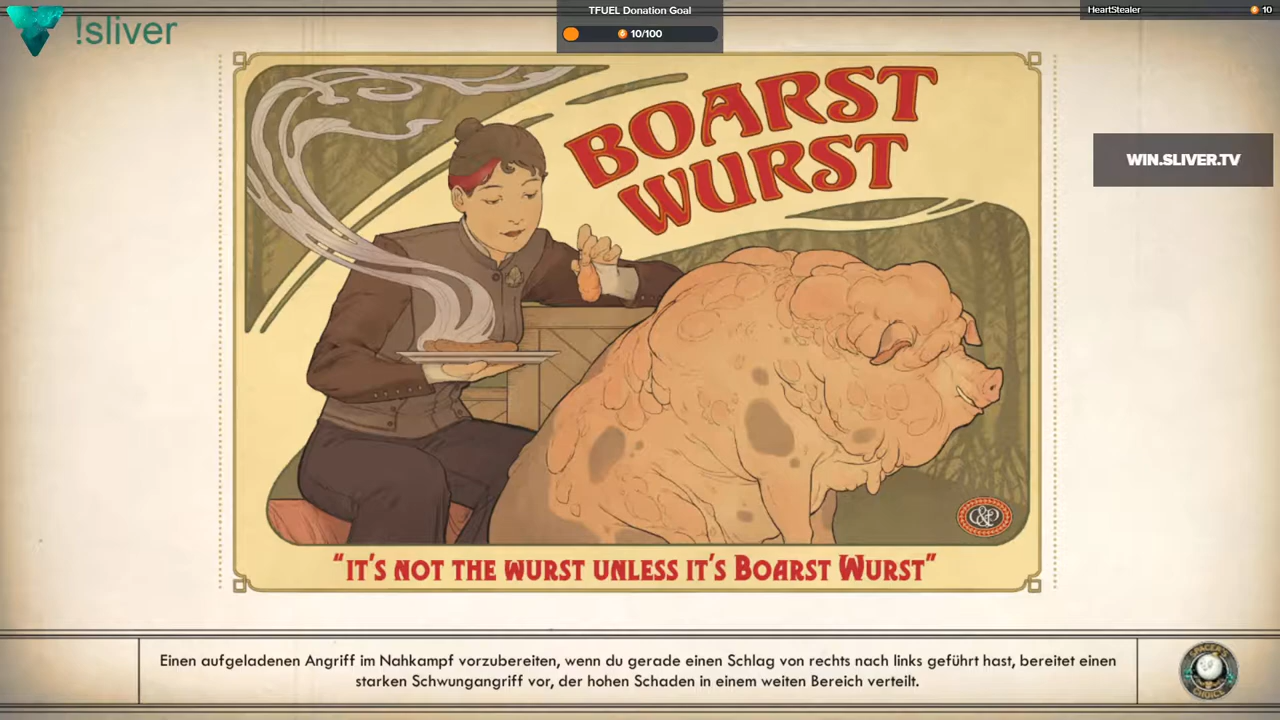 !sliver
TFUEL Donation Goal
10/100
HeartStealer
10
WIN.SLIVER.TV
BOARST
WURST
C&P
"IT'S NOT THE WURST UNLESS IT'S BOARST WURST"
Einen aufgeladenen Angriff im Nahkampf vorzubereiten, wenn du gerade einen Schlag von rechts nach links geführt hast, bereitet einen
starken Schwungangriff vor, der hohen Schaden in einem weiten Bereich verteilt.
SPACER'S
CHOICE